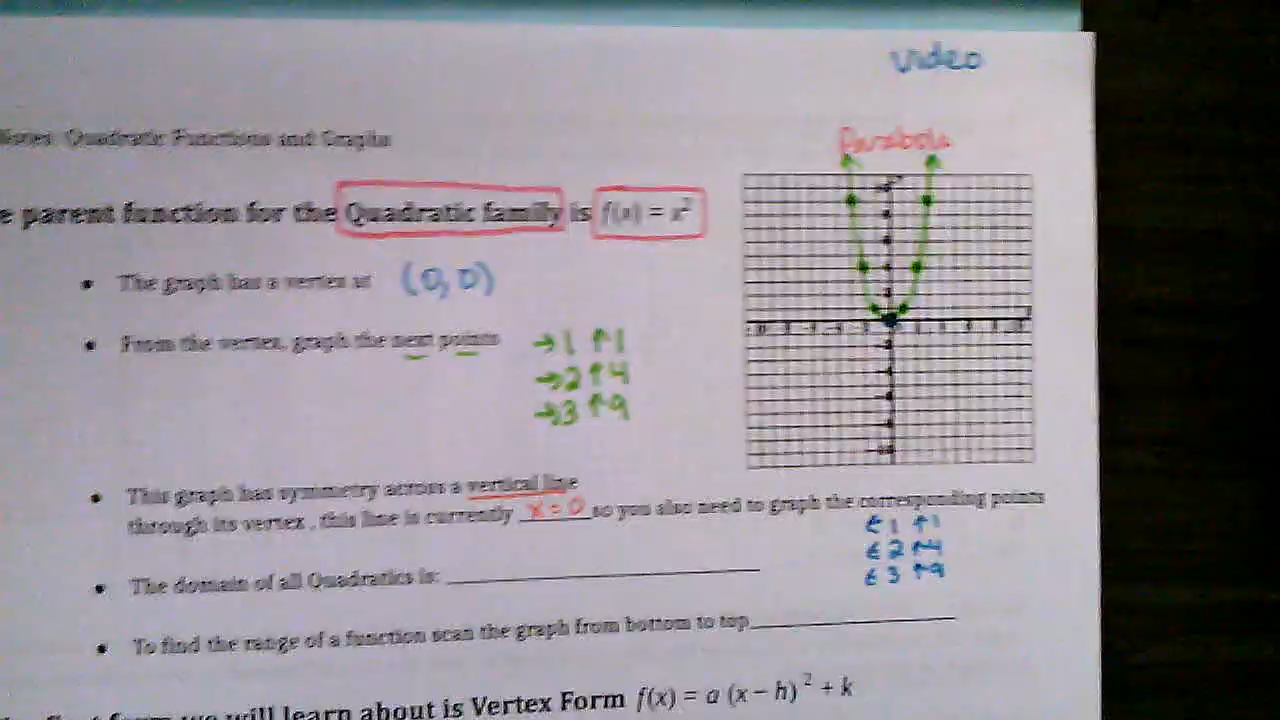 video
Notes: Quadratic Functions and Graphs
Parabola
e parent function for the Quadratic family is f(x) = x²
• The graph has a vertex at (0,0)
• From the vertex, graph the next points →1 ↑1
→2 ↑4
→3 ↑9
• This graph has symmetry across a vertical line
through its vertex, this line is currently x=0 so you also need to graph the corresponding points
← 1 ↑1
← 2 ↑4
← 3 ↑9
• The domain of all Quadratics is: ____________
• To find the range of a function scan the graph from bottom to top____________
we will learn about is Vertex Form f(x) = a (x – h)² + k